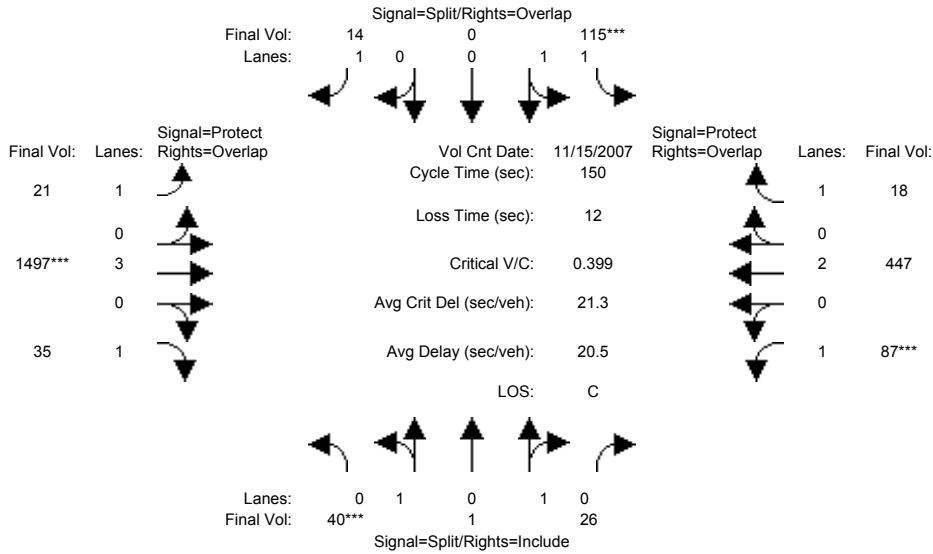 Signal=Split/Rights=Overlap
Final Vol: 14 0 115***
Lanes: 1 0 0 1 1
Signal=Protect Signal=Protect
Final Vol: Lanes: Rights=Overlap Vol Cnt Date: 11/15/2007 Rights=Overlap Lanes: Final Vol:
Cycle Time (sec): 150
21 1 1 18
Loss Time (sec): 12
0 0
1497*** 3 Critical V/C: 0.399 2 447
0 Avg Crit Del (sec/veh): 21.3 0
35 1 Avg Delay (sec/veh): 20.5 1 87***
LOS: C
Lanes: 0 1 0 1 0
Final Vol: 40*** 1 26
Signal=Split/Rights=Include